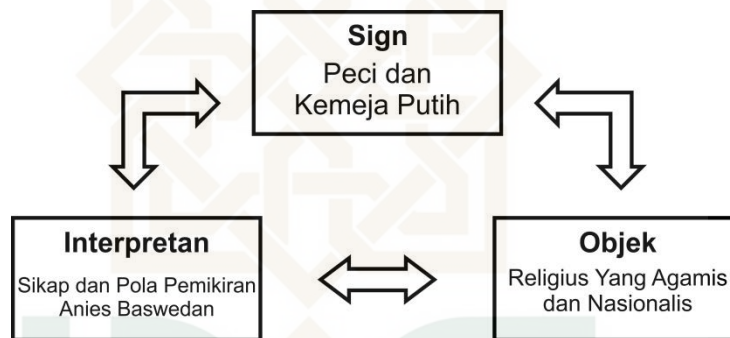 Sign
Peci dan
Kemeja Putih
Interpretan
Sikap dan Pola Pemikiran
Anies Baswedan
Objek
Religius Yang Agamis
dan Nasionalis